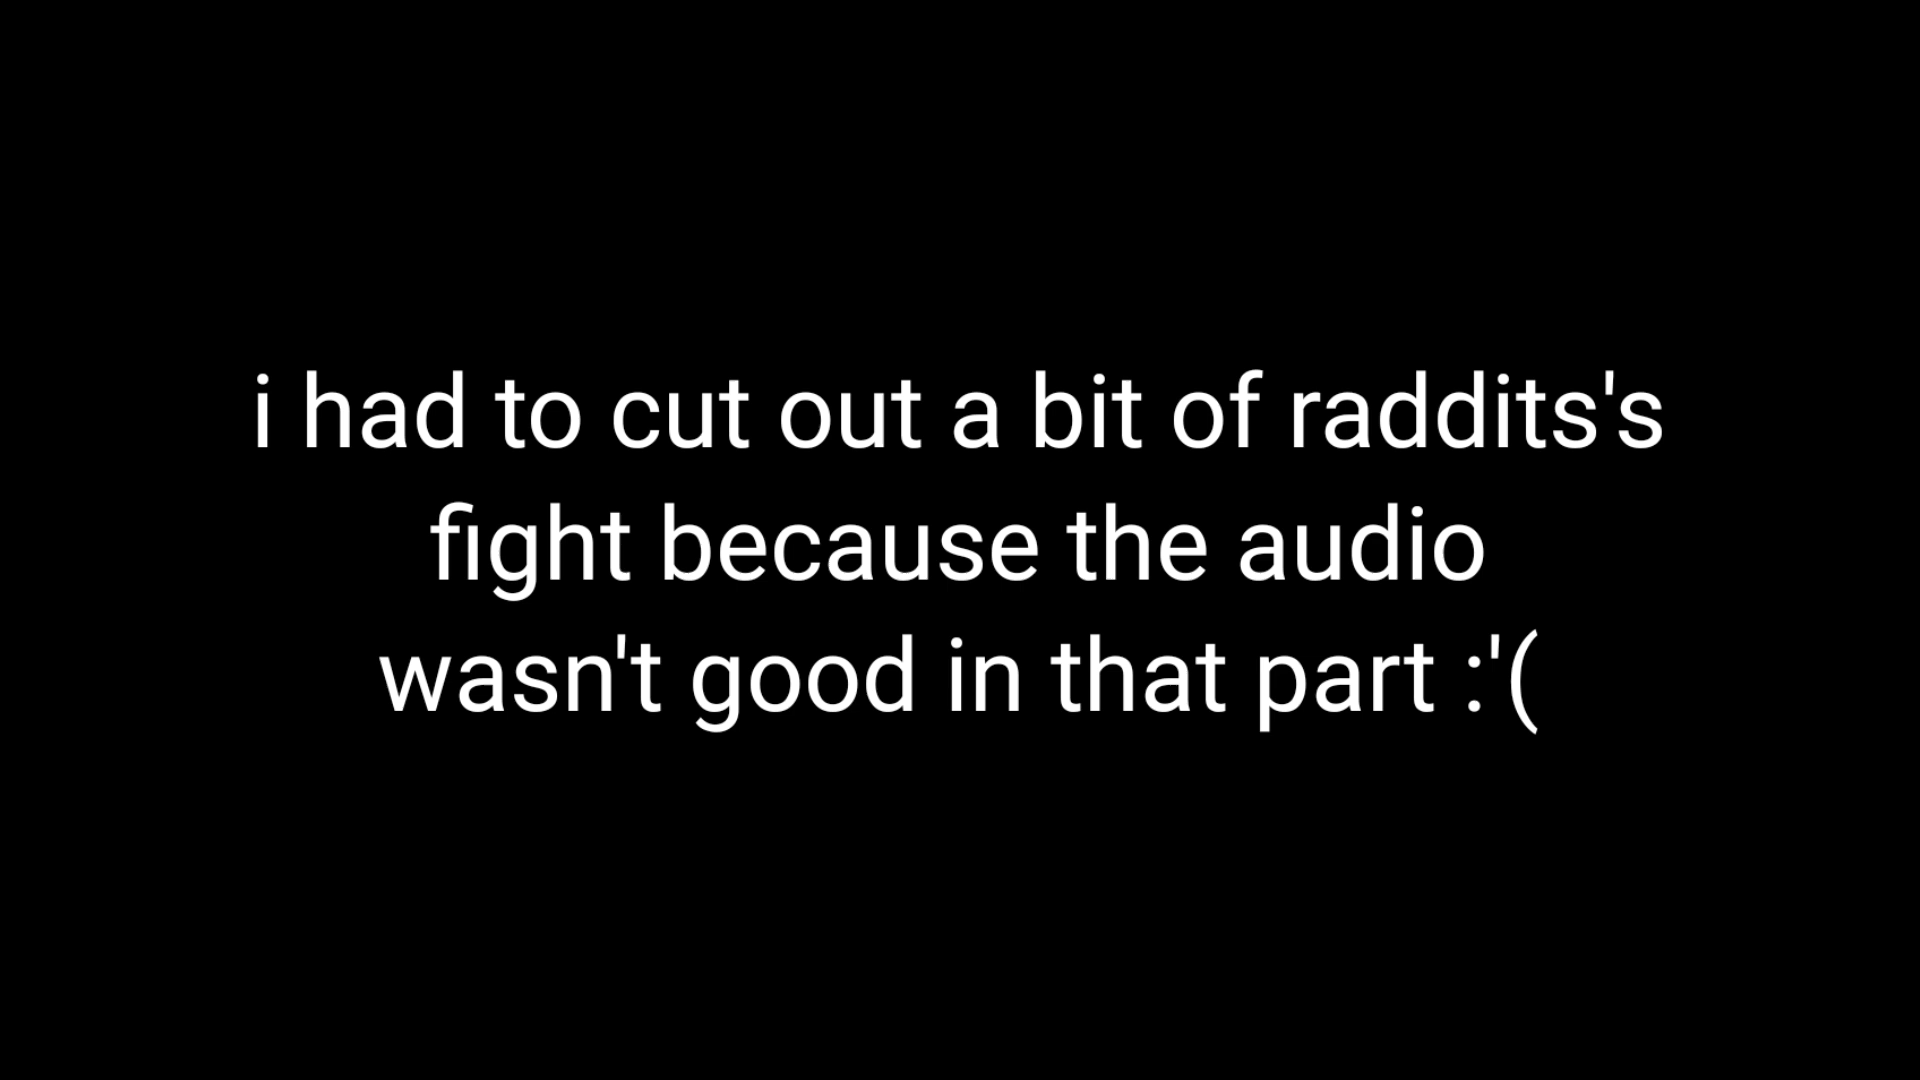 i had to cut out a bit of raddits's
fight because the audio
wasn't good in that part :'(